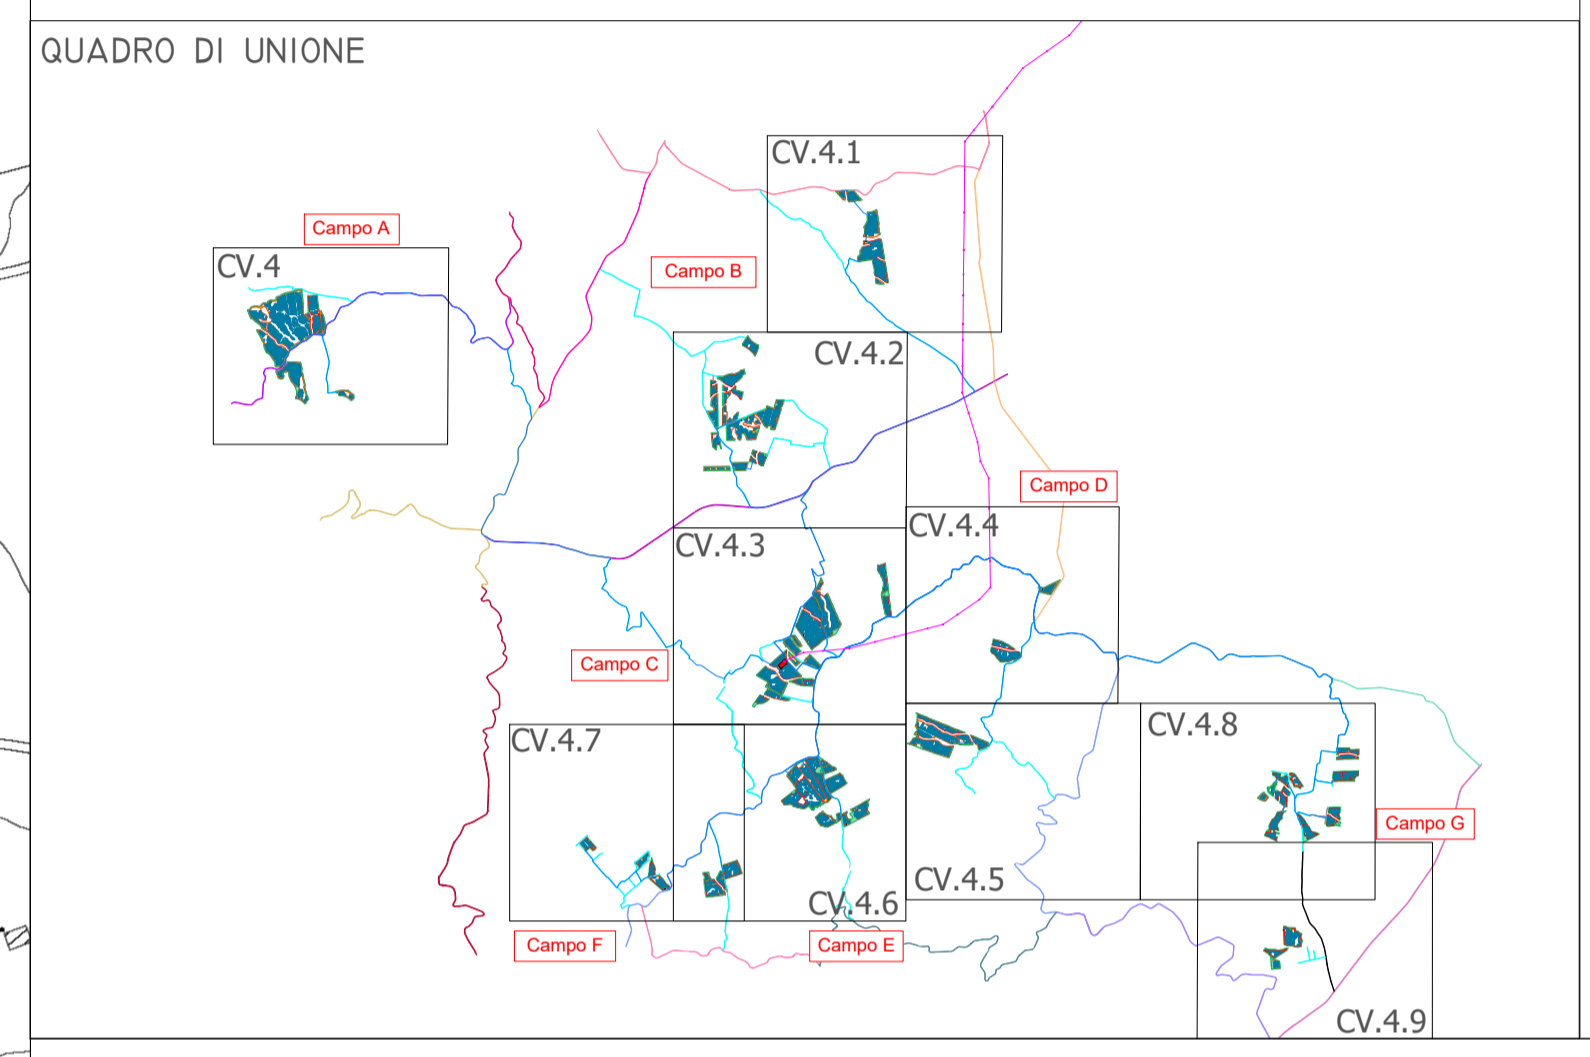 QUADRO DI UNIONE
CV.4.1
Campo A
CV.4
Campo B
CV.4.2
Campo D
CV.4.4
CV.4.3
Campo C
CV.4.8
CV.4.7
Campo G
CV.4.5
CV.4.6
Campo F
Campo E
CV.4.9